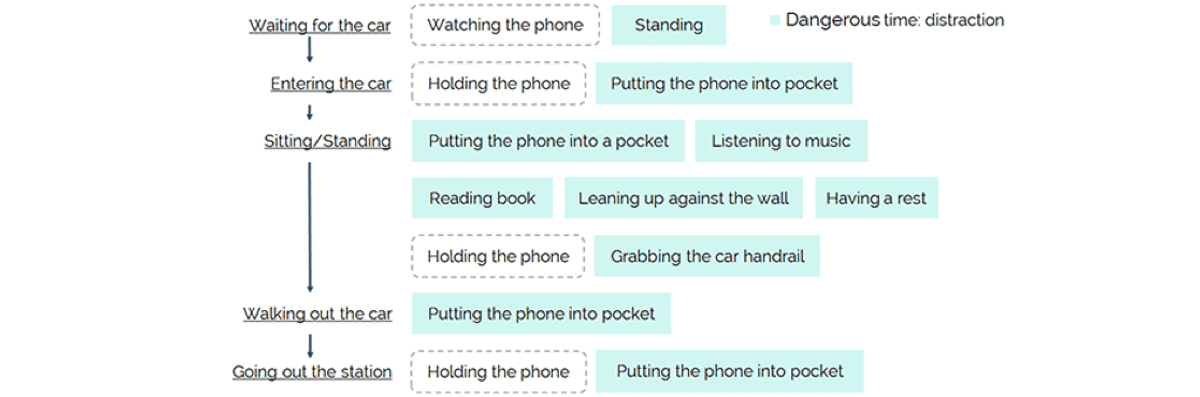 Waiting for the car Watching the phone Standing Dangerous time: distraction
Entering the car Holding the phone Putting the phone into pocket
Sitting/Standing Putting the phone into a pocket Listening to music
Reading book Leaning up against the wall Having a rest
Holding the phone Grabbing the car handrail
Walking out the car Putting the phone into pocket
Going out the station Holding the phone Putting the phone into pocket